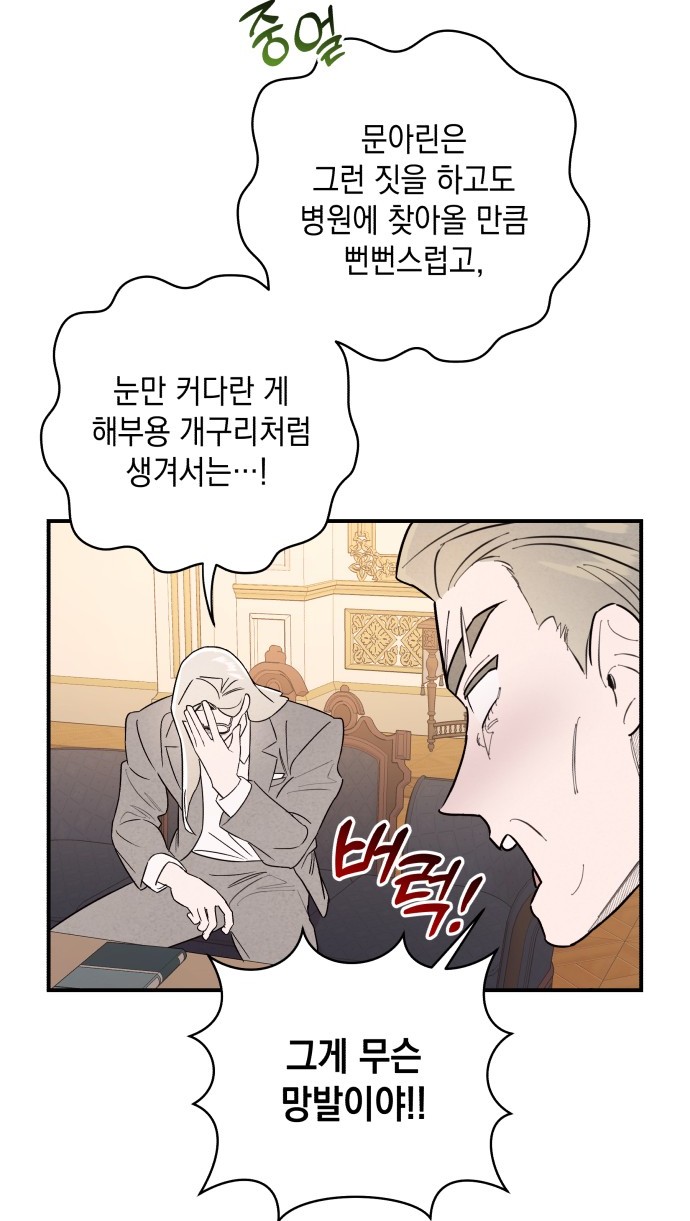 중얼
문아린은
그런 짓을 하고도
병원에 찾아올 만큼
뻔뻔스럽고,
눈만 커다란 게
해부용 개구리처럼
생겨서는…!
버럭!
그게 무슨
망발이야!!